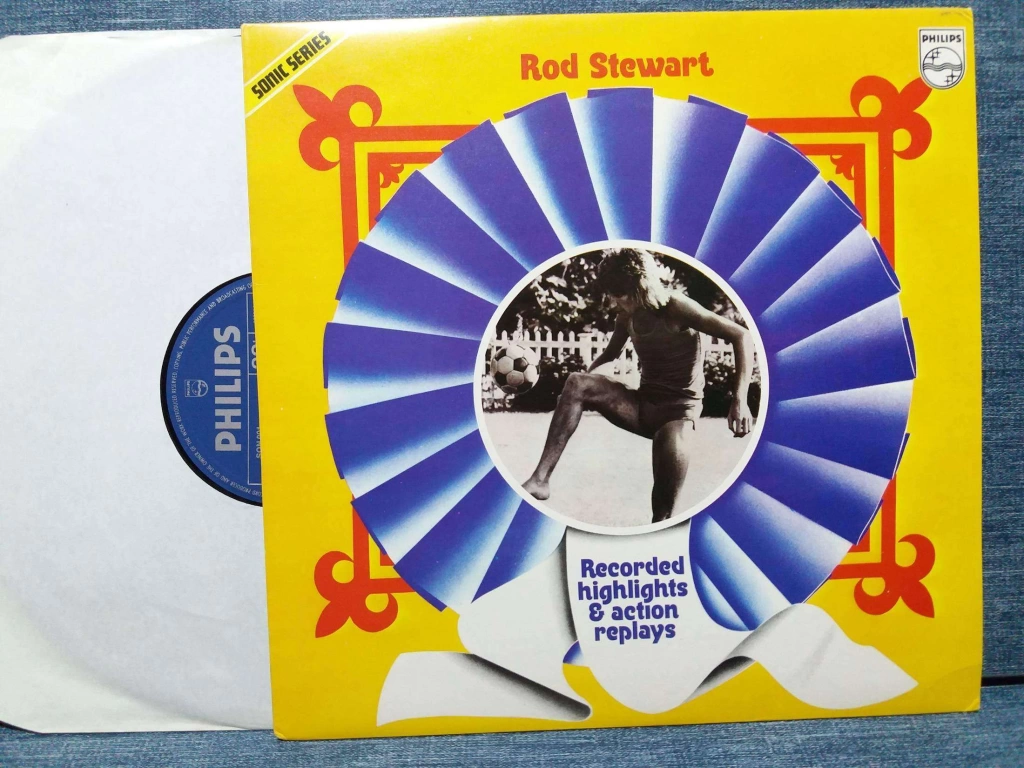 SONIC SERIES
Rod Stewart
PHILIPS
Recorded
highlights
& action
replays
PHILIPS